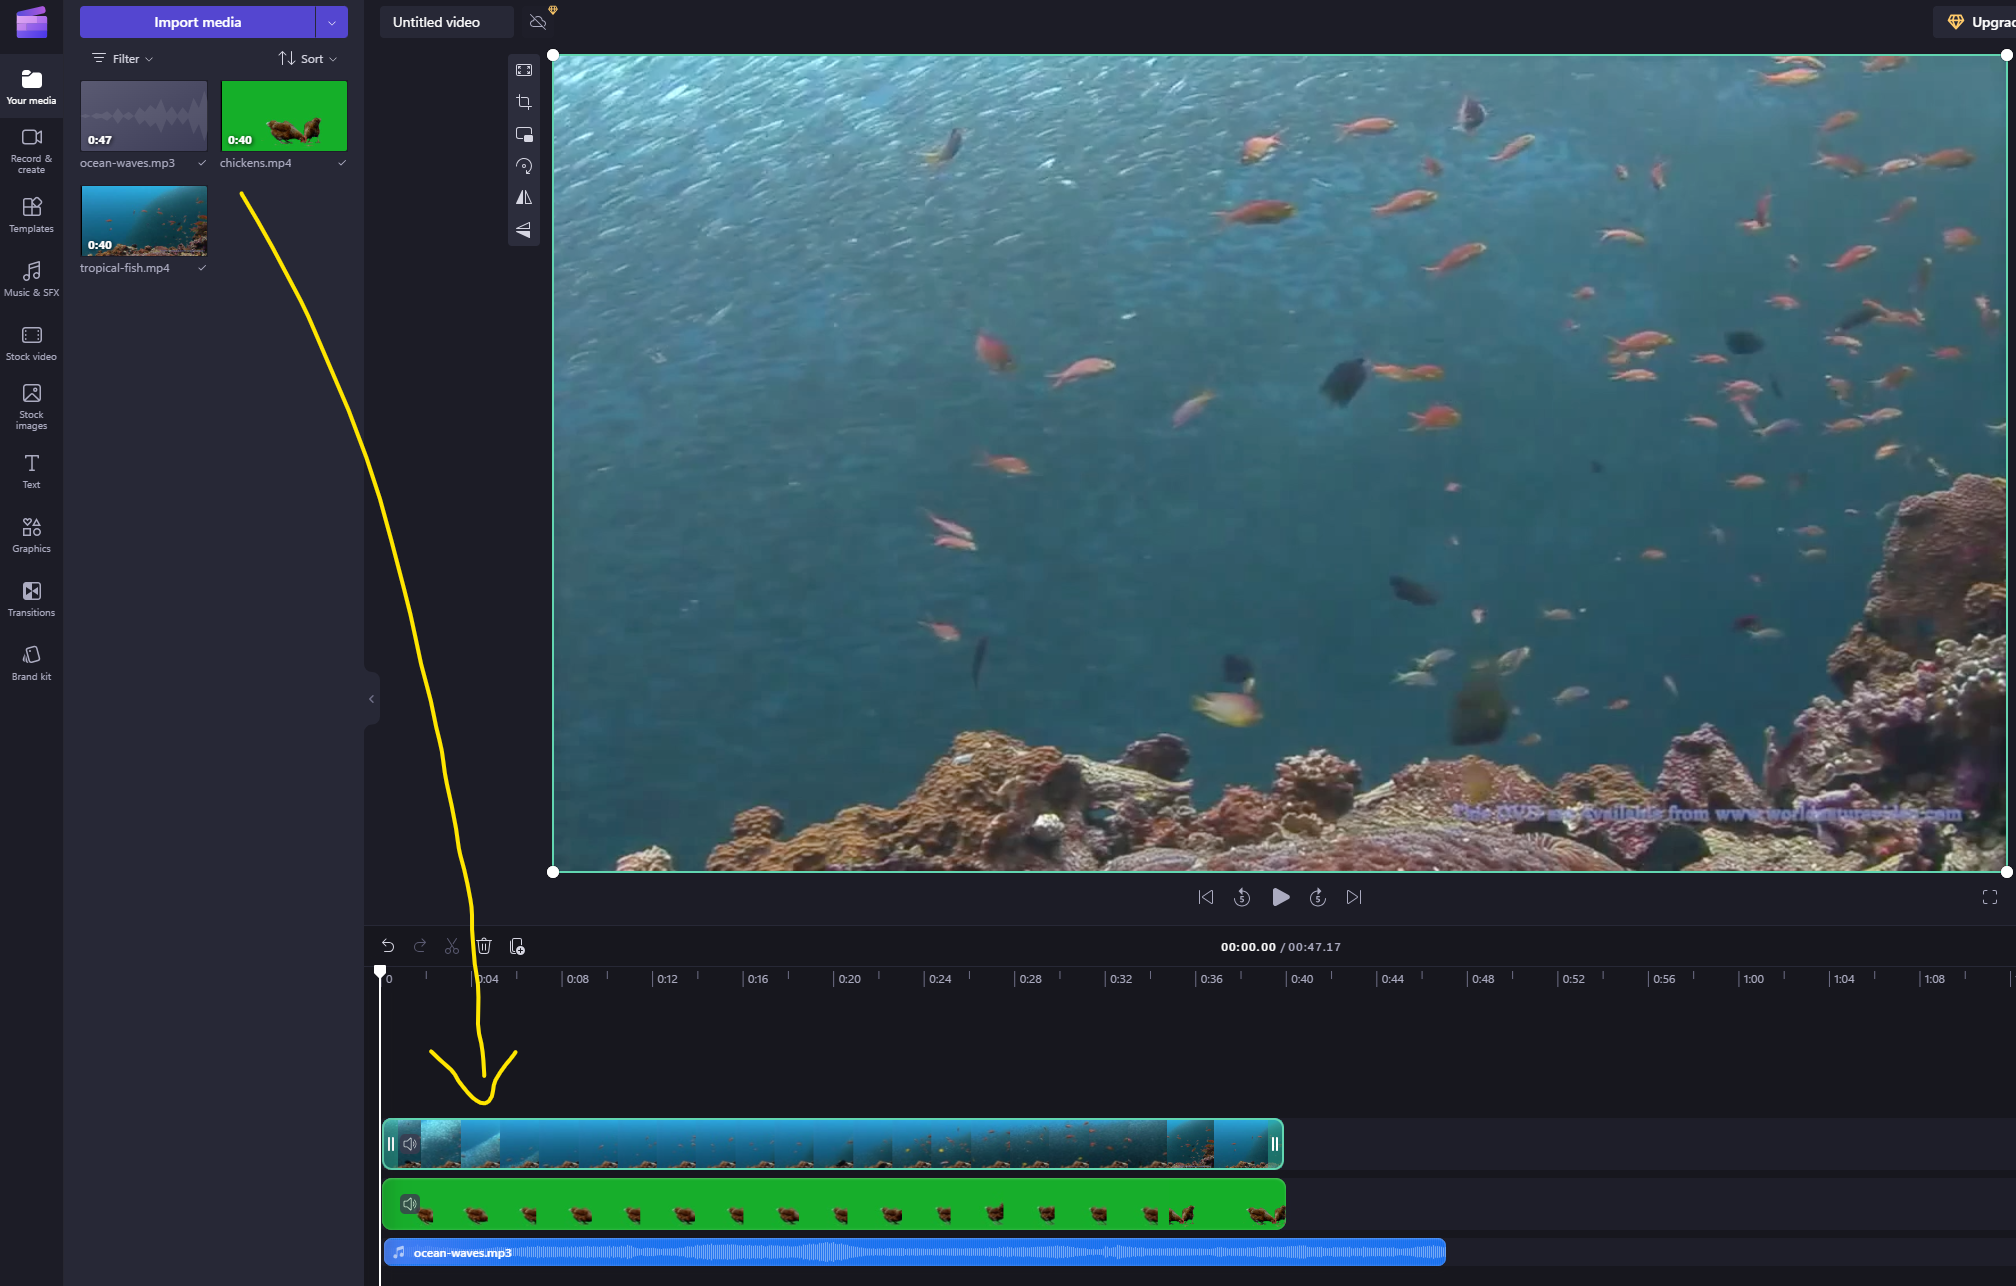 Import media
Untitled video
Upgrad
Filter
Sort
Your media
0:47
0:40
ocean-waves.mp3
chickens.mp4
Record &
create
0:40
tropical-fish.mp4
Templates
Music & SFX
Stock video
Stock
images
Text
Graphics
Transitions
Brand kit
This DVD are Available from www.worldnaturevideo.com
5
5
00:00.00 / 00:47.17
0
0:04
0:08
0:12
0:16
0:20
0:24
0:28
0:32
0:36
0:40
0:44
0:48
0:52
0:56
1:00
1:04
1:08
ocean-waves.mp3